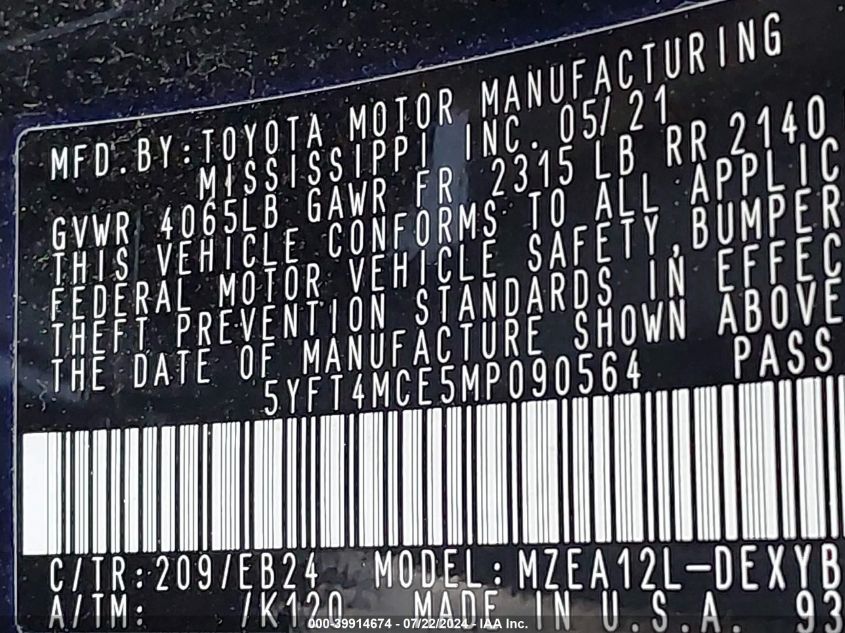 MFD.BY:TOYOTA MOTOR MANUFACTURING
MISSISSIPPI INC. 05/21
GVWR 4065LB GAWR FR 2315 LB RR 2140
THIS VEHICLE CONFORMS TO ALL APPLIC
FEDERAL MOTOR VEHICLE SAFETY,BUMPER
THEFT PREVENTION STANDARDS IN EFFEC
THE DATE OF MANUFACTURE SHOWN ABOVE
5YFT4MCE5MP090564 PASS
C/TR:209/EB24 MODEL:MZEA12L-DEXYB
A/TM: /K120 MADE IN U.S.A. 93
000-39914674 - 07/22/2024 - IAA Inc.